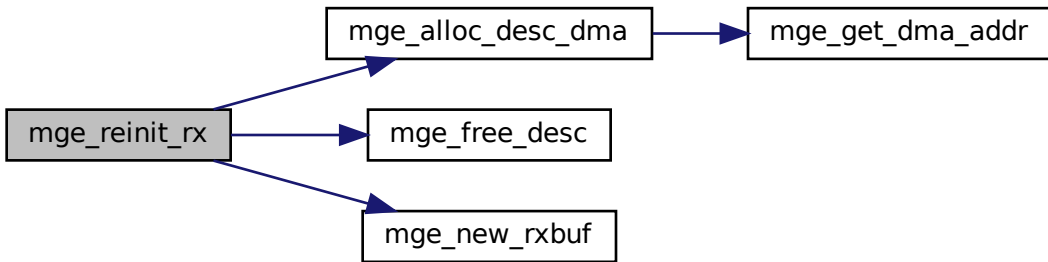 mge_alloc_desc_dma
mge_get_dma_addr
mge_reinit_rx
mge_free_desc
mge_new_rxbuf